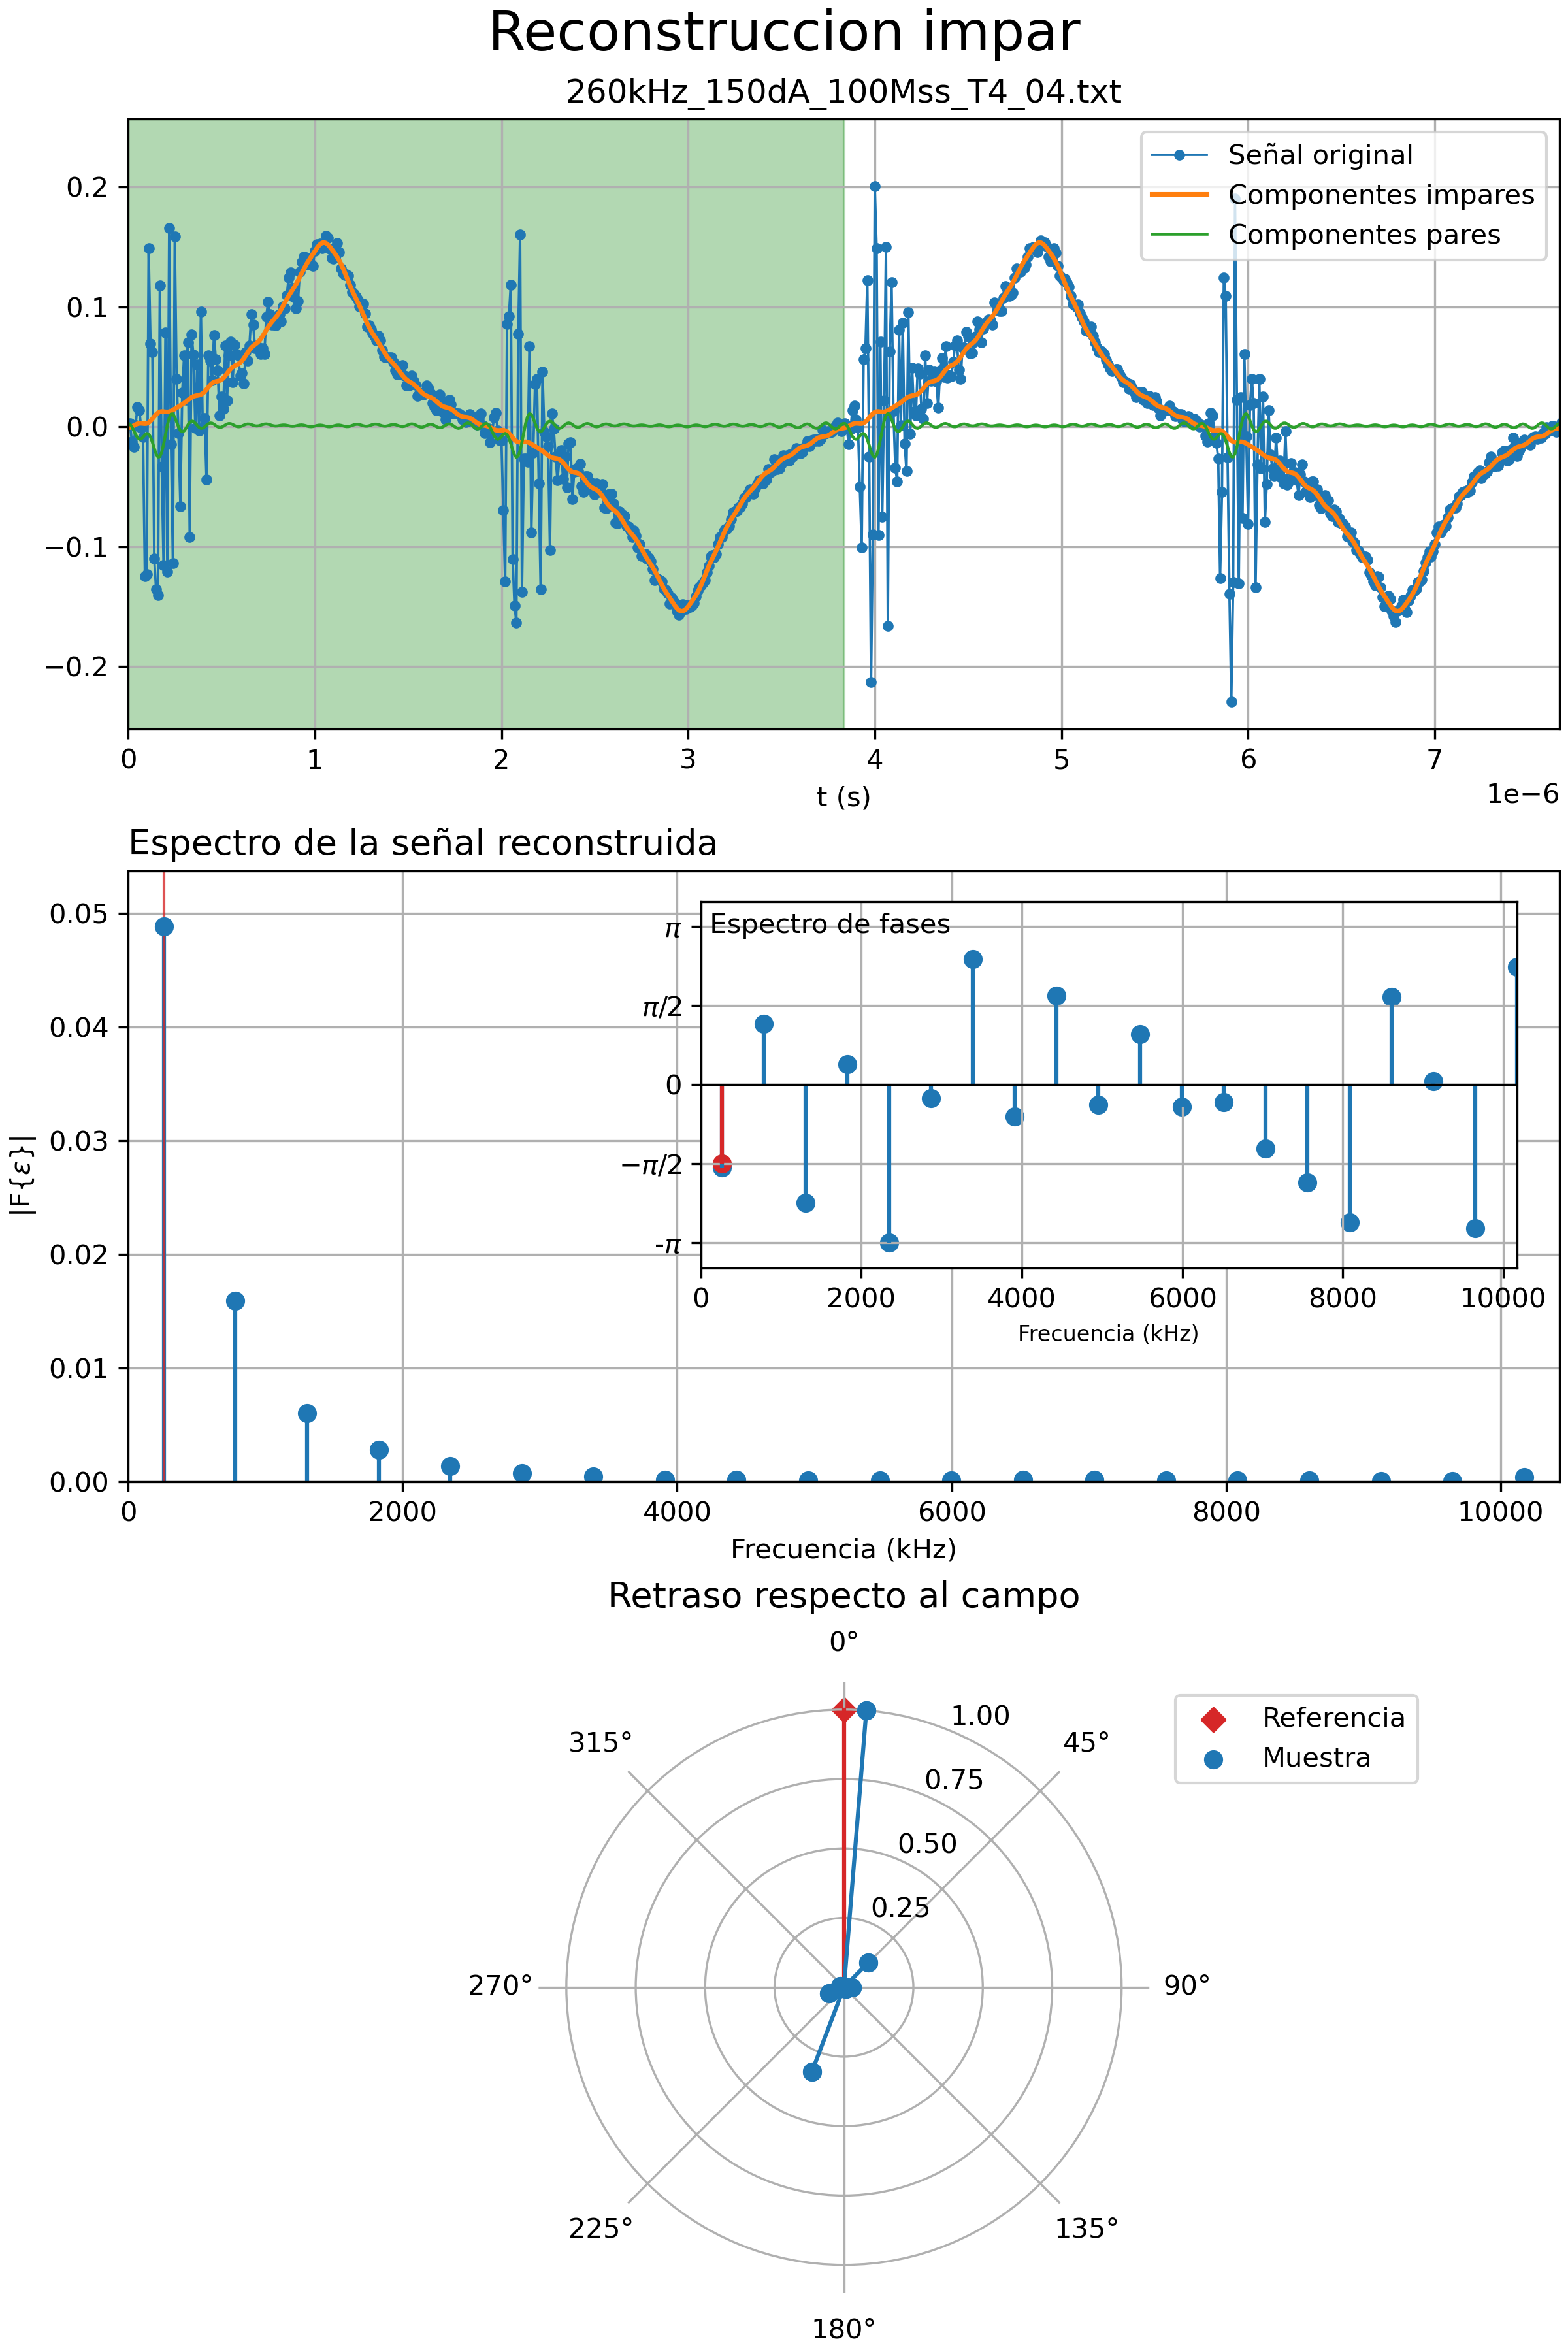 Reconstruccion impar
260kHz_150dA_100Mss_T4_04.txt
Señal original
Componentes impares
Componentes pares
0.2
0.1
0.0
−0.1
−0.2
0 1 2 3 4 5 6 7
t (s)
1e−6
Espectro de la señal reconstruida
0.05
0.04
0.03
0.02
0.01
0.00
|F{ε}|
Espectro de fases
π
π/2
0
−π/2
-π
0 2000 4000 6000 8000 10000
Frecuencia (kHz)
0 2000 4000 6000 8000 10000
Frecuencia (kHz)
Retraso respecto al campo
0°
45°
90°
135°
180°
225°
270°
315°
1.00
0.75
0.50
0.25
Referencia
Muestra